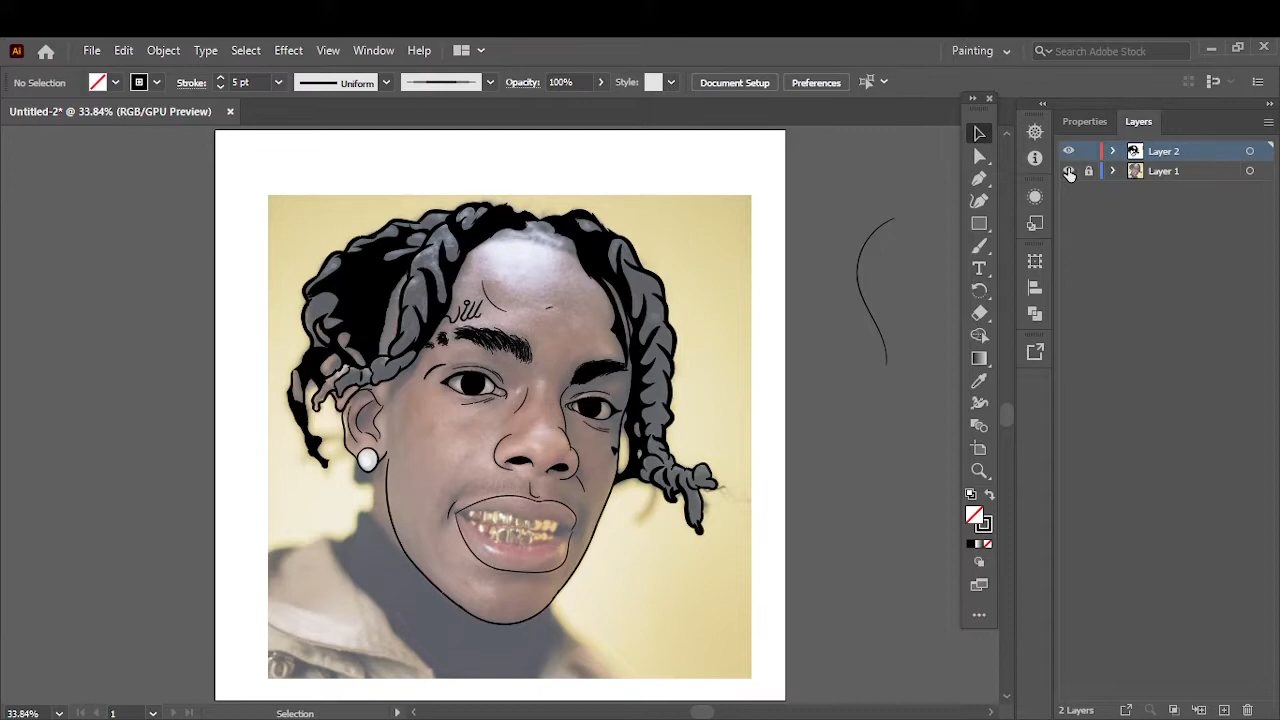 Ai File Edit Object Type Select Effect View Window Help Painting Search Adobe Stock
No Selection Stroke: 5 pt Uniform Opacity: 100% Style: Document Setup Preferences
Untitled-2* @ 33.84% (RGB/GPU Preview)
Properties Layers
Layer 2
Layer 1
will
33.84% 1 Selection 2 Layers